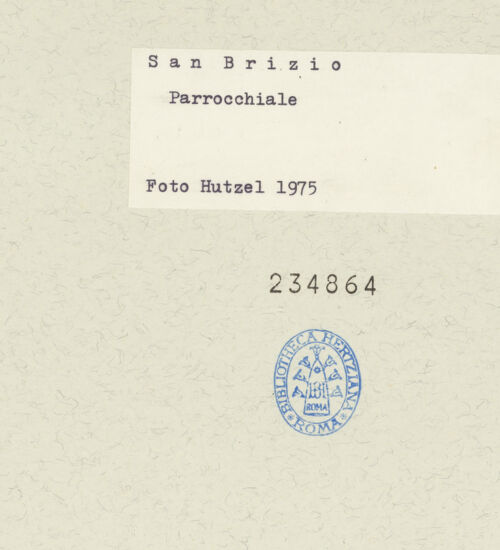 San Brizio
Parrocchiale
Foto Hutzel 1975
234864
BIBLIOTHECA HERTZIANA
ROMA
ROMA